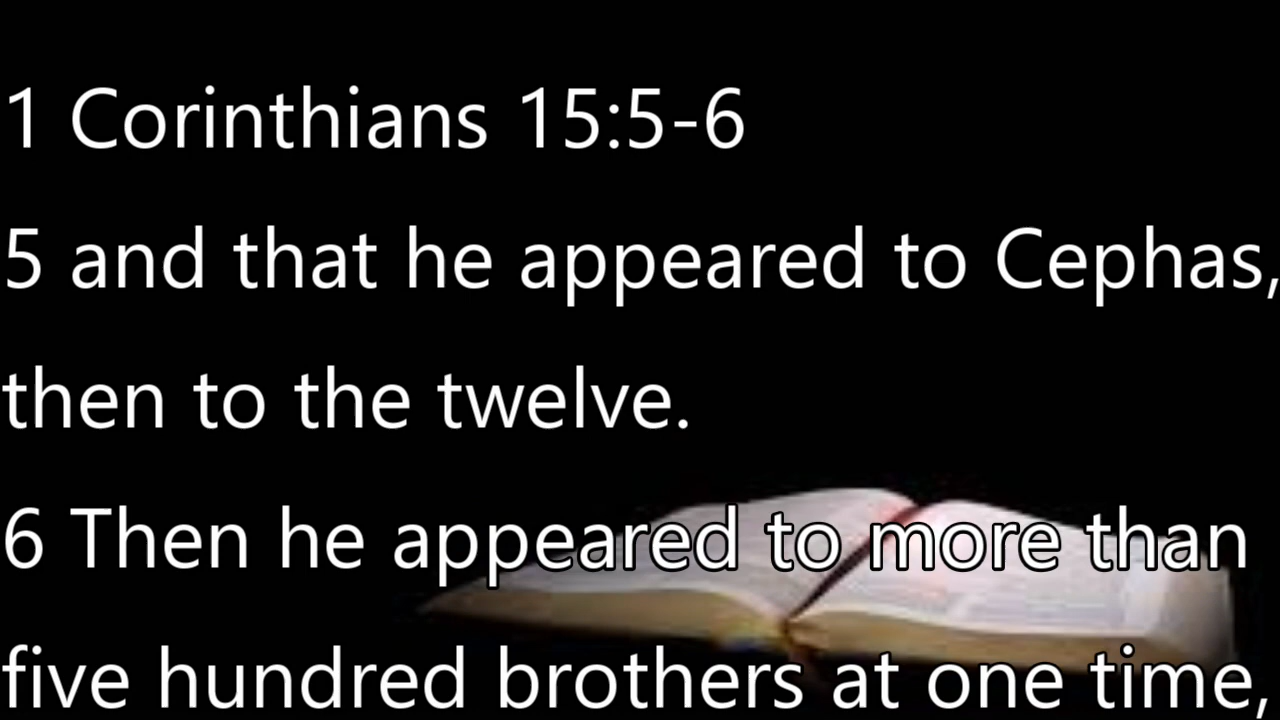 1 Corinthians 15:5-6
5 and that he appeared to Cephas,
then to the twelve.
6 Then he appeared to more than
five hundred brothers at one time,